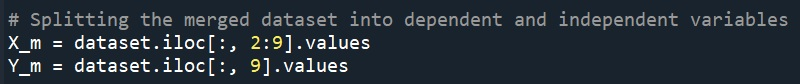 # Splitting the merged dataset into dependent and independent variables
X_m = dataset.iloc[:, 2:9].values
Y_m = dataset.iloc[:, 9].values